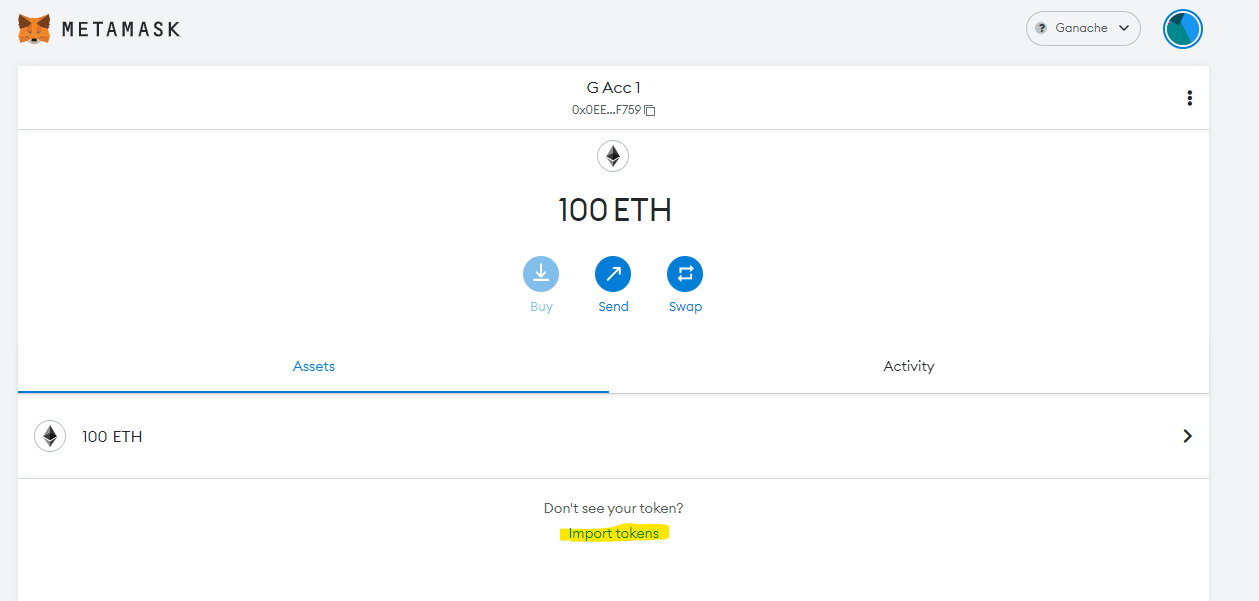 METAMASK
? Ganache
G Acc 1
0x0EE...F759
100 ETH
Buy
Send
Swap
Assets
Activity
100 ETH
Don't see your token?
Import tokens